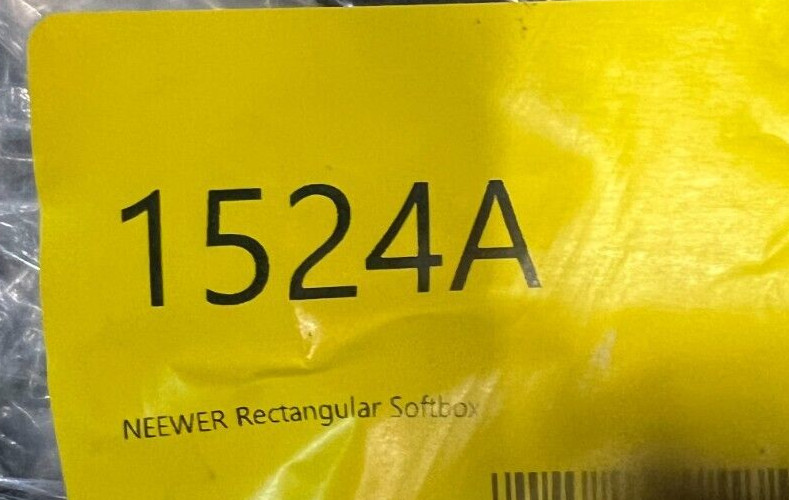 1524A
NEEWER Rectangular Softbox